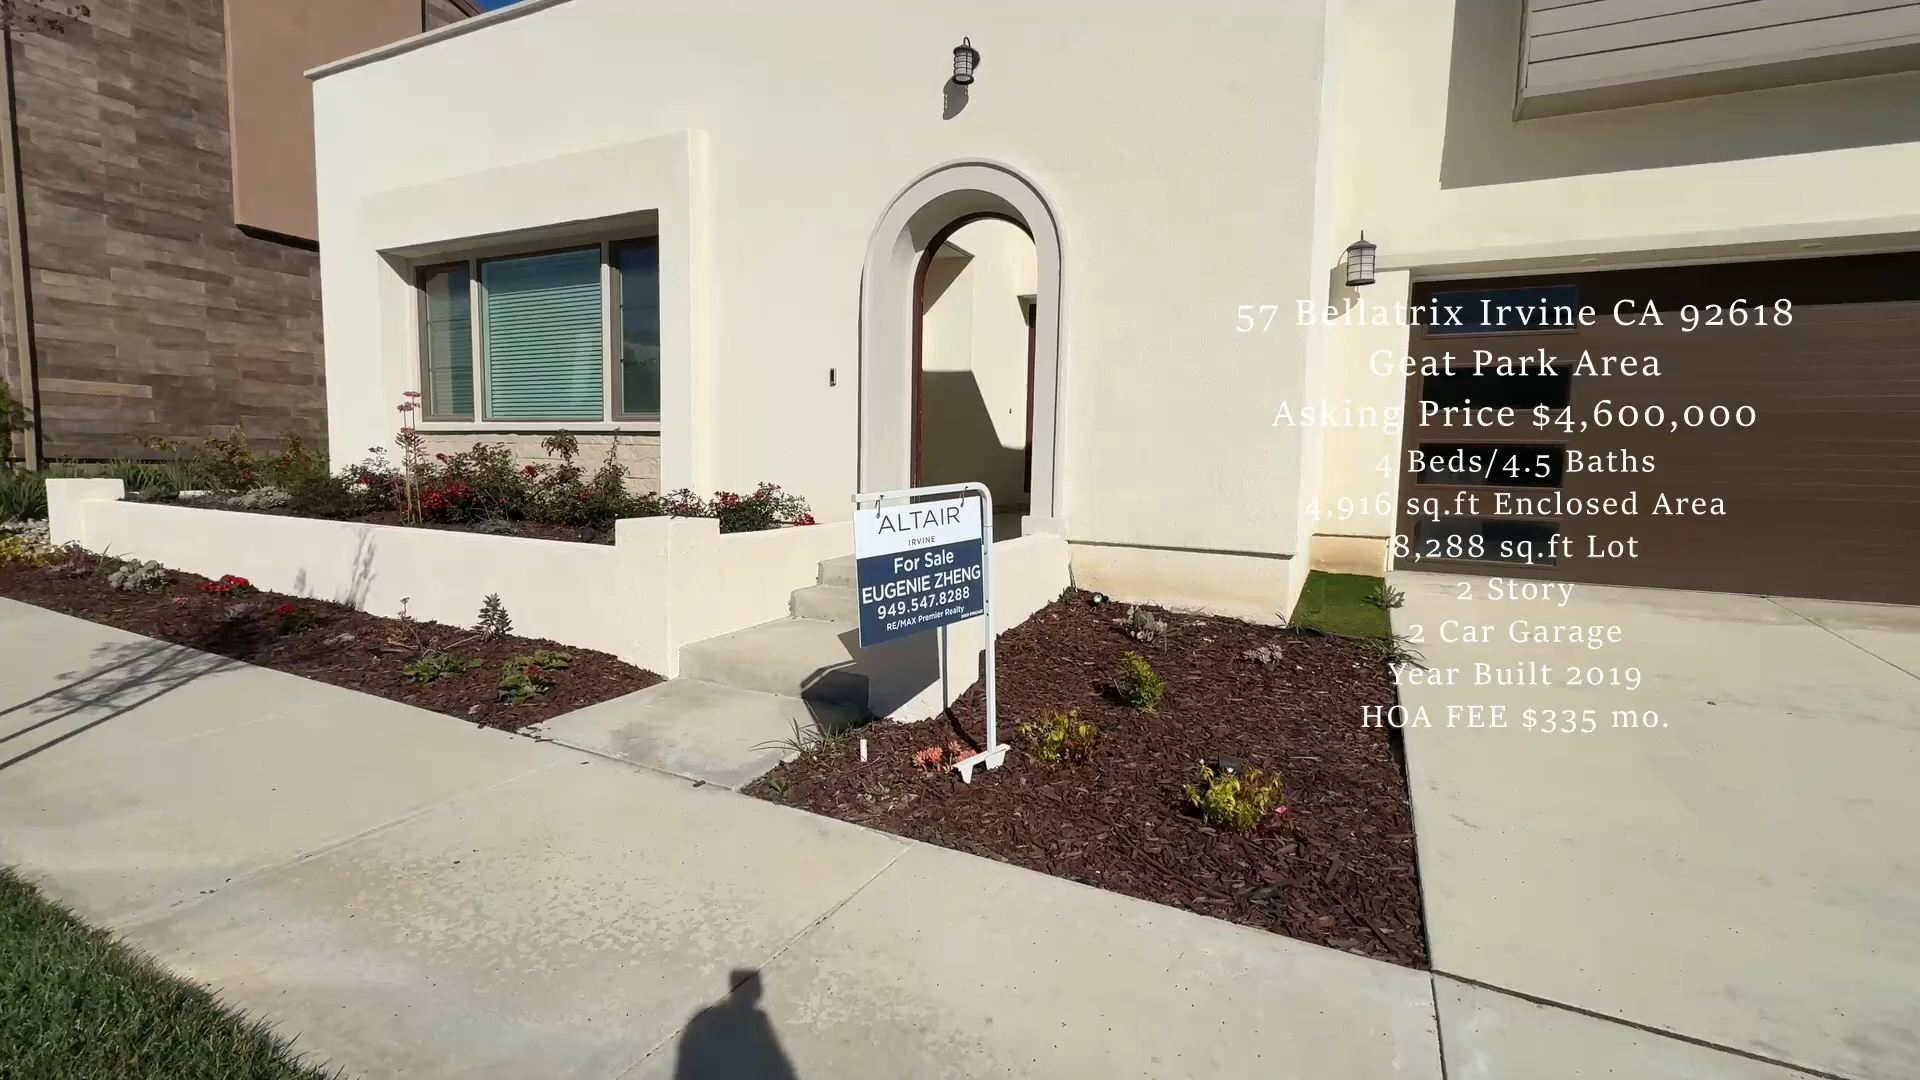 ALTAIR
IRVINE
For Sale
EUGENIE ZHENG
949.547.8288
RE/MAX Premier Realty
57 Bellatrix Irvine CA 92618
Geat Park Area
Asking Price $4,600,000
4 Beds/4.5 Baths
4,916 sq.ft Enclosed Area
8,288 sq.ft Lot
2 Story
2 Car Garage
Year Built 2019
HOA FEE $335 mo.